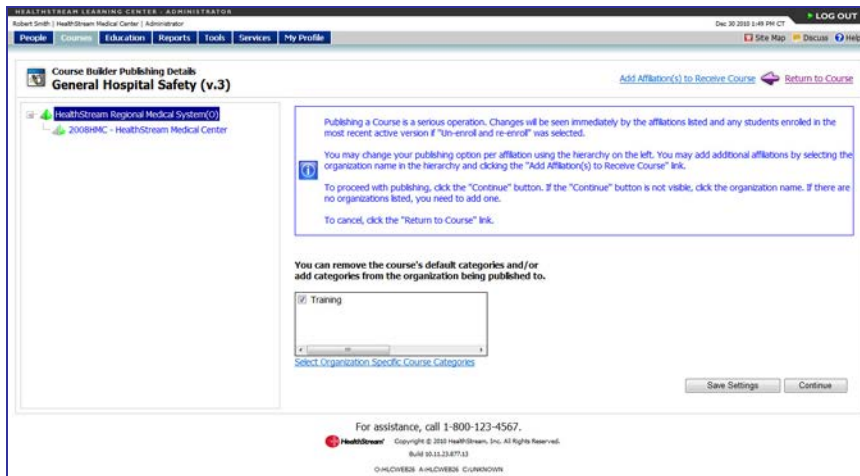 HEALTHSTREAM LEARNING CENTER - ADMINISTRATOR
Robert Smith | HealthStream Medical Center | Administrator
Dec 30 2010 1:49 PM CT
LOG OUT
People Courses Education Reports Tools Services My Profile
Site Map Discuss Help
Course Builder Publishing Details
General Hospital Safety (v.3)
Add Affiliation(s) to Receive Course Return to Course
HealthStream Regional Medical System(O)
2008HMC - HealthStream Medical Center
Publishing a Course is a serious operation. Changes will be seen immediately by the affiliations listed and any students enrolled in the
most recent active version if "Un-enroll and re-enroll" was selected.
You may change your publishing option per affiliation using the hierarchy on the left. You may add additional affiliations by selecting the
organization name in the hierarchy and clicking the "Add Affiliation(s) to Receive Course" link.
To proceed with publishing, click the "Continue" button. If the "Continue" button is not visible, click the organization name. If there are
no organizations listed, you need to add one.
To cancel, click the "Return to Course" link.
You can remove the course's default categories and/or
add categories from the organization being published to.
Training
Select Organization Specific Course Categories
Save Settings Continue
For assistance, call 1-800-123-4567.
HealthStream Copyright © 2010 HealthStream, Inc. All Rights Reserved.
Build 10.11.23.877.13
O:HLCWEB26 A:HLCWEB26 C:UNKNOWN